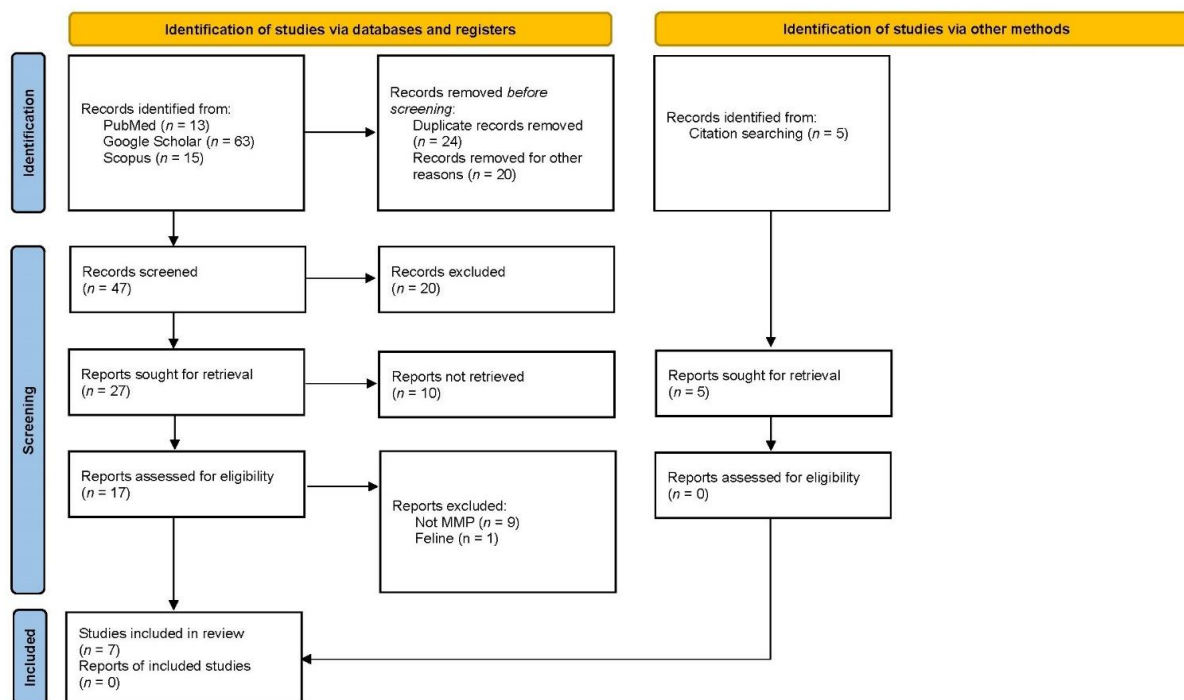 Identification of studies via databases and registers
Identification of studies via other methods
Identification
Records identified from:
PubMed (n = 13)
Google Scholar (n = 63)
Scopus (n = 15)
Records removed before
screening:
Duplicate records removed
(n = 24)
Records removed for other
reasons (n = 20)
Records identified from:
Citation searching (n = 5)
Screening
Records screened
(n = 47)
Records excluded
(n = 20)
Reports sought for retrieval
(n = 27)
Reports not retrieved
(n = 10)
Reports sought for retrieval
(n = 5)
Reports assessed for eligibility
(n = 17)
Reports excluded:
Not MMP (n = 9)
Feline (n = 1)
Reports assessed for eligibility
(n = 0)
Included
Studies included in review
(n = 7)
Reports of included studies
(n = 0)